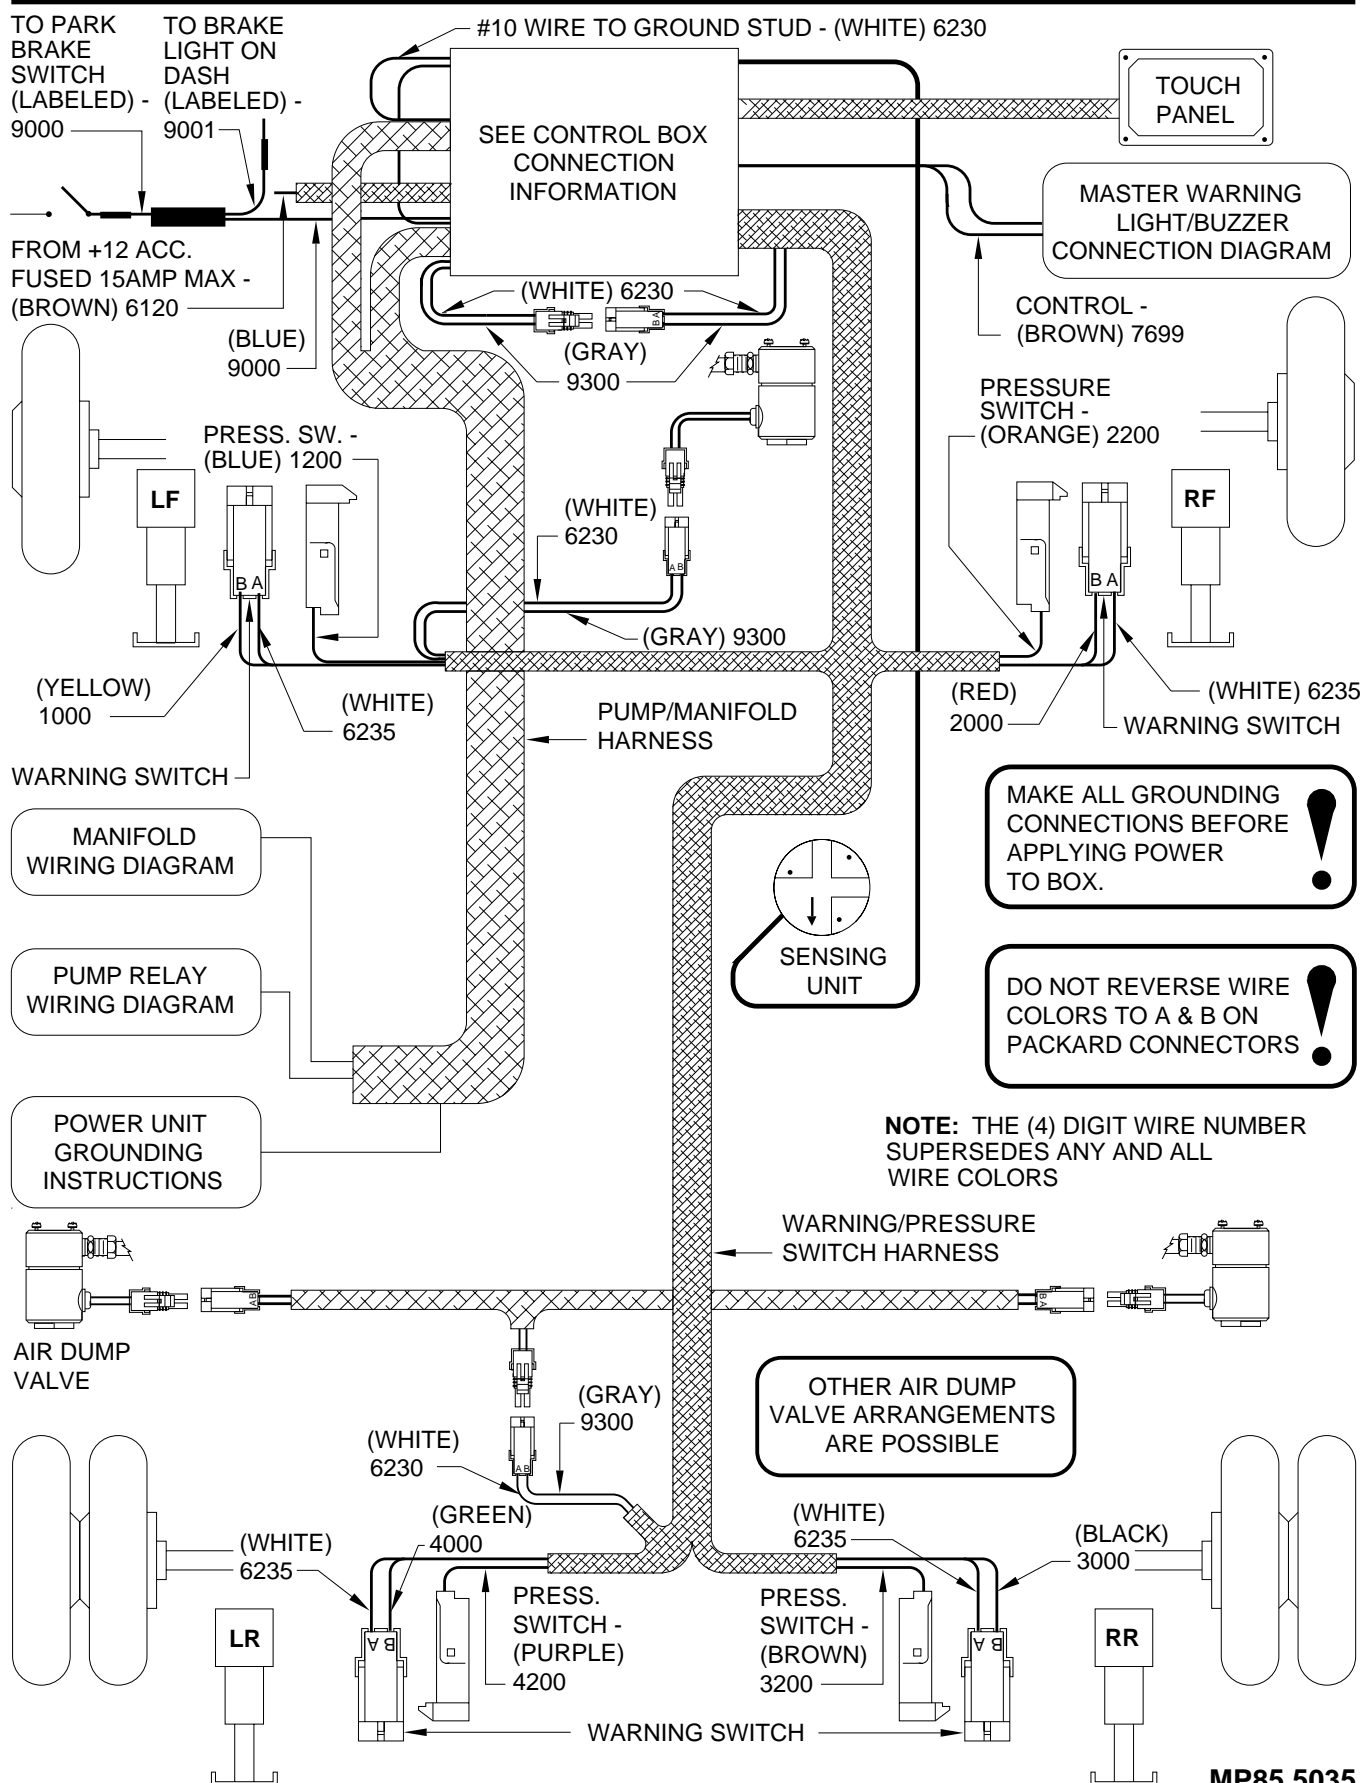 #10 WIRE TO GROUND STUD - (WHITE) 6230
TO PARK
BRAKE
SWITCH
(LABELED) -
9000
TO BRAKE
LIGHT ON
DASH
(LABELED) -
9001
SEE CONTROL BOX
CONNECTION
INFORMATION
TOUCH
PANEL
MASTER WARNING
LIGHT/BUZZER
CONNECTION DIAGRAM
FROM +12 ACC.
FUSED 15AMP MAX -
(BROWN) 6120
(BLUE)
9000
(WHITE) 6230
B A
(GRAY)
9300
CONTROL -
(BROWN) 7699
PRESSURE
SWITCH -
(ORANGE) 2200
PRESS. SW. -
(BLUE) 1200
LF
B A
(WHITE)
6230
A B
RF
B A
(GRAY) 9300
(YELLOW)
1000
(WHITE)
6235
WARNING SWITCH
PUMP/MANIFOLD
HARNESS
(RED)
2000
(WHITE) 6235
WARNING SWITCH
MANIFOLD
WIRING DIAGRAM
MAKE ALL GROUNDING
CONNECTIONS BEFORE
APPLYING POWER
TO BOX.
!
SENSING
UNIT
PUMP RELAY
WIRING DIAGRAM
DO NOT REVERSE WIRE
COLORS TO A & B ON
PACKARD CONNECTORS
!
POWER UNIT
GROUNDING
INSTRUCTIONS
NOTE: THE (4) DIGIT WIRE NUMBER
SUPERSEDES ANY AND ALL
WIRE COLORS
WARNING/PRESSURE
SWITCH HARNESS
B A
B A
AIR DUMP
VALVE
OTHER AIR DUMP
VALVE ARRANGEMENTS
ARE POSSIBLE
(GRAY)
9300
(WHITE)
6230
A B
(GREEN)
4000
(WHITE)
6235
(WHITE)
6235
(BLACK)
3000
LR
A B
PRESS.
SWITCH -
(PURPLE)
4200
PRESS.
SWITCH -
(BROWN)
3200
A B
RR
WARNING SWITCH
MP85.5035